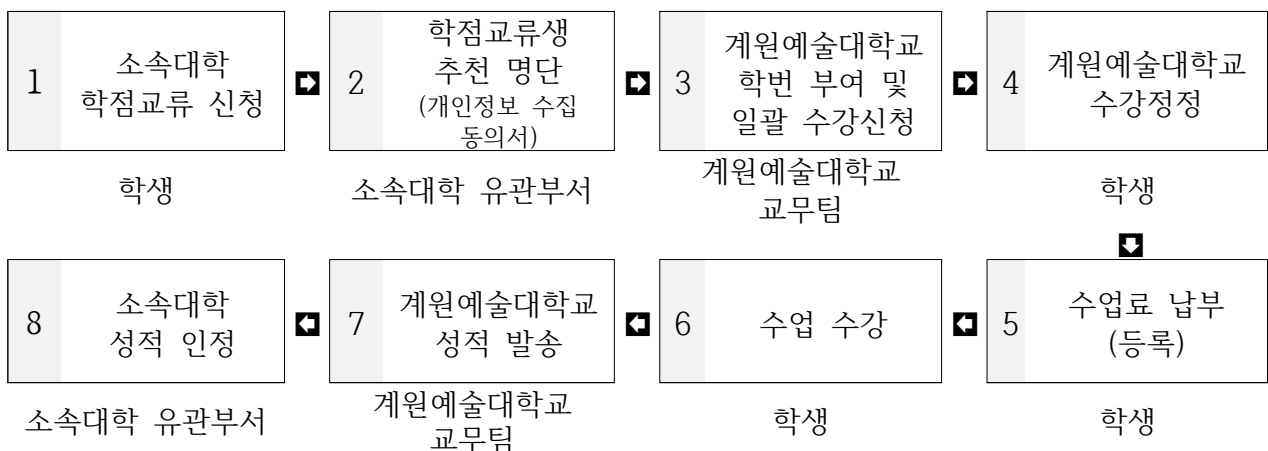 1
소속대학
학점교류 신청
2
학점교류생
추천 명단
(개인정보 수집
동의서)
3
계원예술대학교
학번 부여 및
일괄 수강신청
4
계원예술대학교
수강정정
학생
소속대학 유관부서
계원예술대학교
교무팀
학생
8
소속대학
성적 인정
7
계원예술대학교
성적 발송
6
수업 수강
5
수업료 납부
(등록)
소속대학 유관부서
계원예술대학교
교무팀
학생
학생